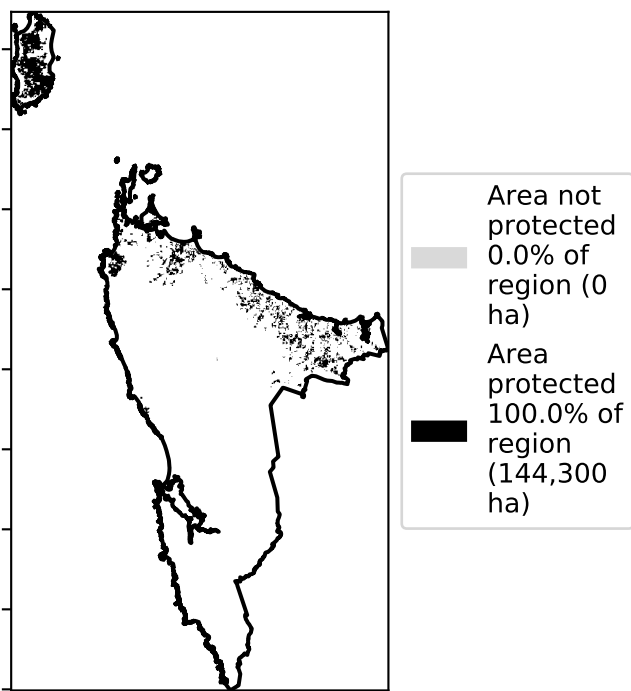 Area not
protected
0.0% of
region (0
ha)
Area
protected
100.0% of
region
(144,300
ha)